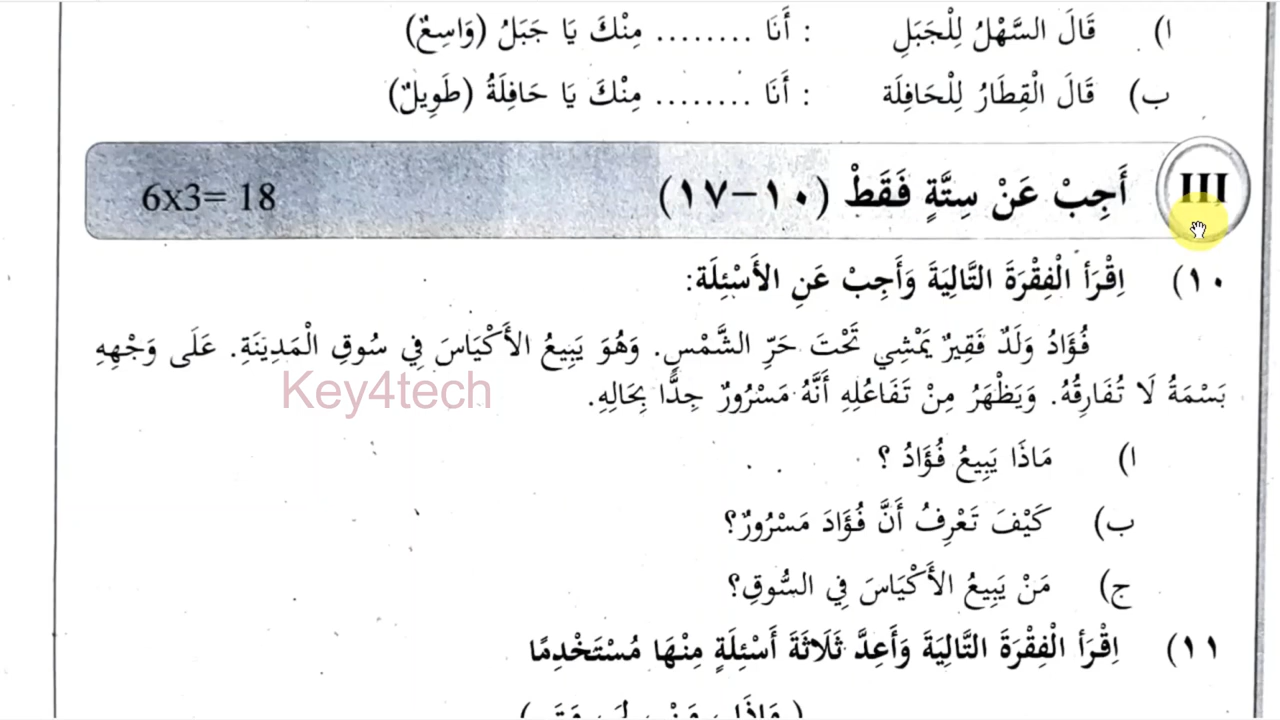 ا) قَالَ السَّهْلُ لِلْجَبَلِ : أَنَا ........ مِنْكَ يَا جَبَلُ (وَاسِعٌ)
ب) قَالَ الْقِطَارُ لِلْحَافِلَة : أَنَا ........ مِنْكَ يَا حَافِلَةُ (طَوِيلٌ)
III أَجِبْ عَنْ سِتَّةٍ فَقَطْ (١٠-١٧) 6x3= 18
١٠) اِقْرَأ الْفِقْرَةَ التَّالِيَةَ وَأَجِبْ عَنِ الأَسْئِلَة:
فُؤَادُ وَلَدٌ فَقِيرٌ يَمْشِي تَحْتَ حَرِّ الشَّمْسِ. وَهُوَ يَبِيعُ الأَكْيَاسَ فِي سُوقِ الْمَدِينَةِ. عَلَى وَجْهِهِ
بَسْمَةُ لَا تُفَارِقُهُ. وَيَظْهَرُ مِنْ تَفَاعُلِهِ أَنَّهُ مَسْرُورٌ جِدًّا بِحَالِهِ.
Key4tech
ا) مَاذَا يَبِيعُ فُؤَادُ ؟
ب) كَيْفَ تَعْرِفُ أَنَّ فُؤَادَ مَسْرُورٌ؟
ج) مَنْ يَبِيعُ الأَكْيَاسَ فِي السُّوقِ؟
١١) اِقْرَأ الْفِقْرَةَ التَّالِيَةَ وَأَعِدَّ ثَلَاثَةَ أَسْئِلَةٍ مِنْهَا مُسْتَخْدِمًا